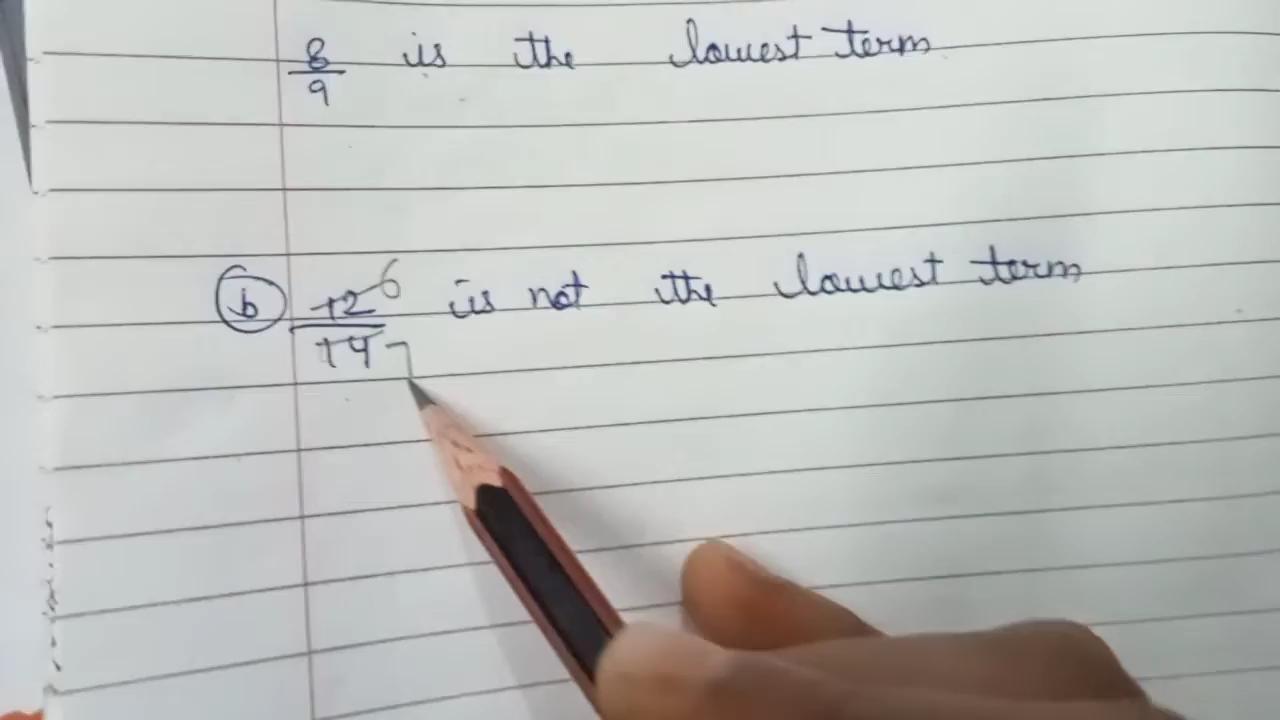 8/9 is the lowest term
(b) 12 6 / 14 7 is not the lowest term